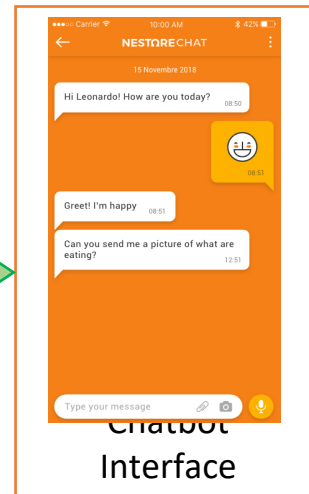 Carrier 10:00 AM 42%
NESTORECHAT
15 Novembre 2018
Hi Leonardo! How are you today?
08:50
08:51
Greet! I'm happy 08:51
Can you send me a picture of what are
eating?
12:51
Type your message
Chatbot
Interface